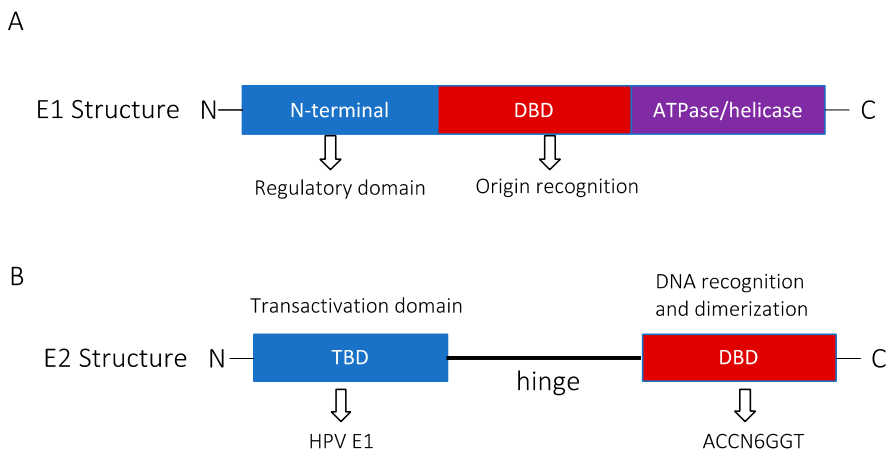 A
E1 Structure N N-terminal DBD ATPase/helicase C
Regulatory domain Origin recognition
B
Transactivation domain
DNA recognition
and dimerization
E2 Structure N TBD DBD C
hinge
HPV E1 ACCN6GGT